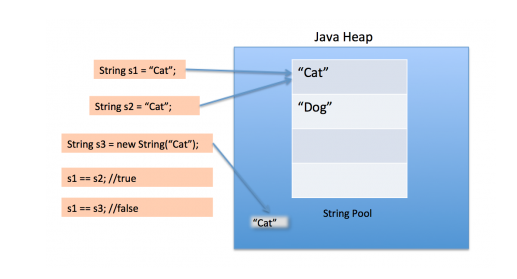 Java Heap
String s1 = “Cat”;
String s2 = “Cat”;
String s3 = new String(“Cat”);
s1 == s2; //true
s1 == s3; //false
“Cat”
“Dog”
String Pool
“Cat”